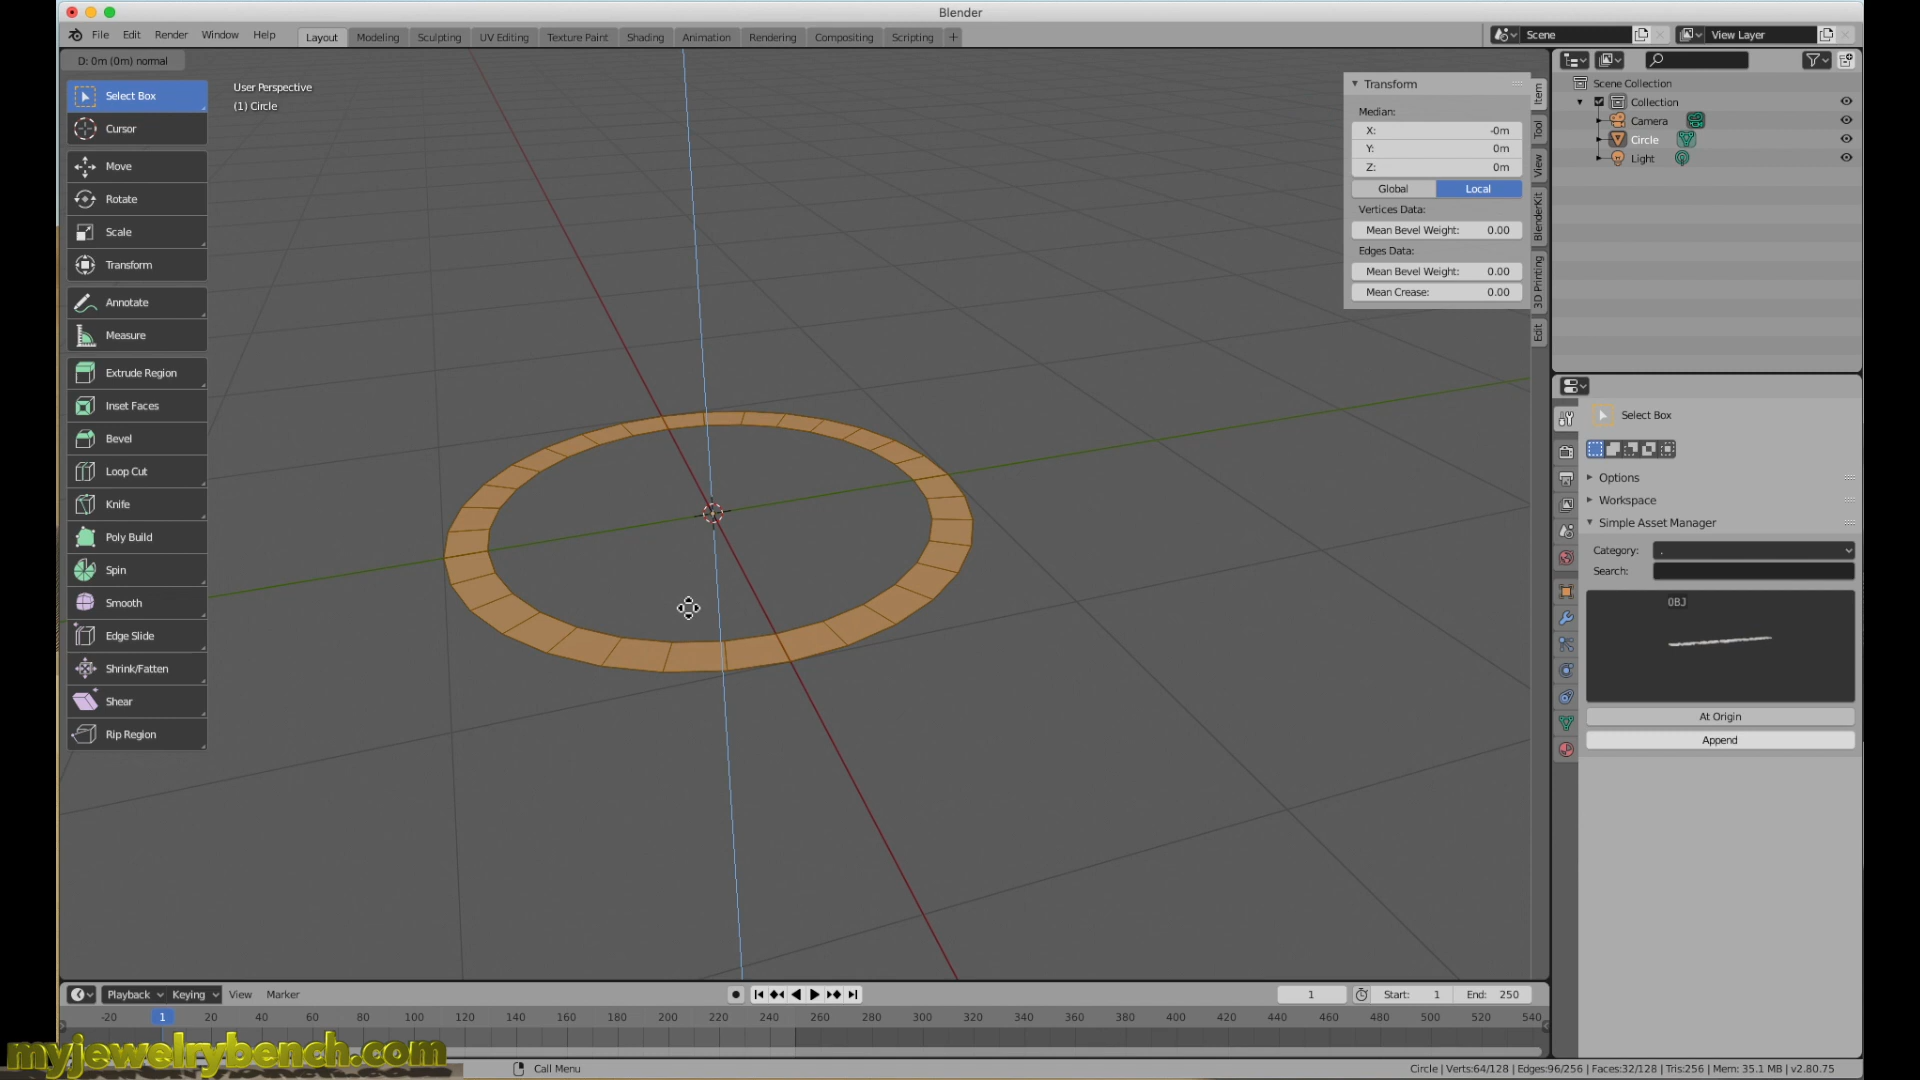 Blender
File Edit Render Window Help Layout Modeling Sculpting UV Editing Texture Paint Shading Animation Rendering Compositing Scripting + Scene View Layer
D: 0m (0m) normal
Select Box
Cursor
Move
Rotate
Scale
Transform
Annotate
Measure
Extrude Region
Inset Faces
Bevel
Loop Cut
Knife
Poly Build
Spin
Smooth
Edge Slide
Shrink/Fatten
Shear
Rip Region
User Perspective
(1) Circle
Transform
Median:
X: -0m
Y: 0m
Z: 0m
Global Local
Vertices Data:
Mean Bevel Weight: 0.00
Edges Data:
Mean Bevel Weight: 0.00
Mean Crease: 0.00
Item
Tool
View
BlenderKit
3D Printing
Edit
Scene Collection
Collection
Camera
Circle
Light
Select Box
Options
Workspace
Simple Asset Manager
Category: .
Search:
OBJ
At Origin
Append
Playback Keying View Marker 1 Start: 1 End: 250
-20 1 20 40 60 80 100 120 140 160 180 200 220 240 260 280 300 320 340 360 380 400 420 440 460 480 500 520 540
myjewelrybench.com
Call Menu
Circle | Verts:64/128 | Edges:96/256 | Faces:32/128 | Tris:256 | Mem: 35.1 MB | v2.80.75